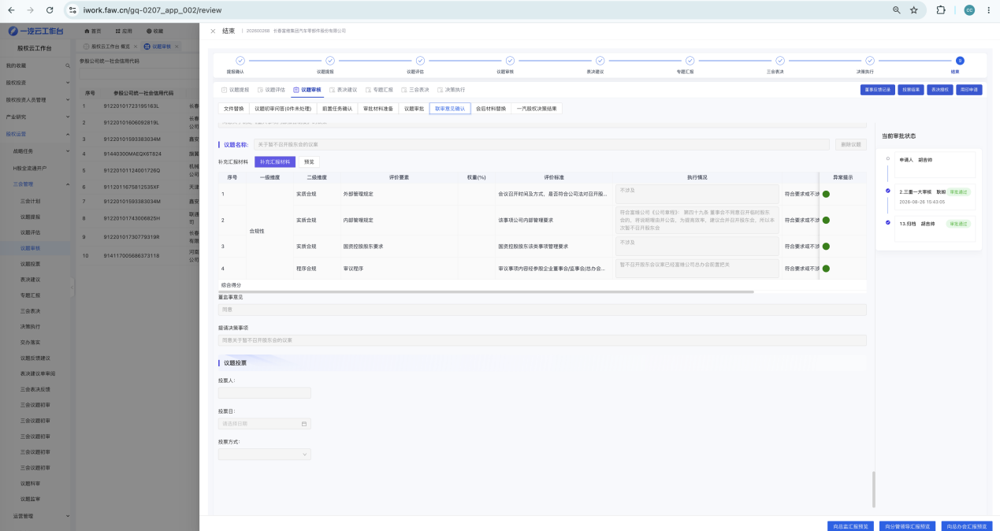 iwork.faw.cn/gq-0207_app_002/review
CC
一汽云工作台
首页 应用 收藏
股权云工作台
我的收藏
股权投资
股权投资人员管理
产业研究
股权运营
战略任务
H股全流通开户
三会管理
三会计划
议题提报
议题评估
议题审核
议题投票
表决建议
专题汇报
三会表决
决策执行
交办落实
议题反馈建议
表决建议单审阅
三会表决反馈
三会议题初审
三会议题初审
三会议题初审
三会议题初审
三会议题初审
议题科审
议题监审
运营管理
股权云工作台 概览 议题审核
参股公司统一社会信用代码
序号 参股公司统一社会信用代码
1 91220101723195163L 长春
2 91220101606092819L 长春 公司
3 91220101593383034M 鑫安
4 91440300MAEQX6T824 旗翼
5 91220101124001726Q 机械 公司
6 91120116758125​35XF 天津
7 91220101593383034M 鑫安
8 91220101743006825H 联通 司
9 91220101730779319R 长春 有限
10 914117005686373118 河南 公司
结束 202600268 长春富维集团汽车零部件股份有限公司
提报确认 议题提报 议题评估 议题审核 表决建议 专题汇报 三会表决 决策执行 9 结束
议题提报 议题评估 议题审核 表决建议 专题汇报 三会表决 决策执行
董事反馈记录 投票结果 表决授权 用印申请
文件替换 议题初审问答(0件未处理) 前置任务确认 审批材料准备 议题审批 联审意见确认 会后材料替换 一汽股权决策结果
议题名称: 关于暂不召开股东会的议案 删除议题
补充汇报材料 补充汇报材料 预览
序号 一级维度 二级维度 评价要素 权重(%) 评价标准 执行情况 异常提示
1 实质合规 外部管理规定 会议召开时间及方式，是否符合公司法对召开股... 不涉及 符合要求或不涉
2 实质合规 内部管理规定 该事项公司内部管理要求 符合富维公司《公司章程》 第四十九条 董事会不同意召开临时股东会的，将说明理由并公告，为提高效率，建议合并召开股东会，所以本次暂不召开股东会 符合要求或不涉
合规性
3 实质合规 国资控股股东要求 国资控股股东该类事项管理要求 不涉及 符合要求或不涉
4 程序合规 审议程序 审议事项内容经参股企业董事会/监事会/总办会... 暂不召开股东会议案已经富维公司总办会前置把关 符合要求或不涉
综合得分
董监事意见
同意
提请决策事项
同意关于暂不召开股东会的议案
议题投票
投票人:
投票日:
请选择日期
投票方式:
当前审批状态
申请人 胡吉帅
2.三重一大审核 耿姮 审批通过
2026-08-26 15:43:05
13.归档 胡吉帅 审批通过
向总监汇报预览 向分管领导汇报预览 向总办会汇报预览